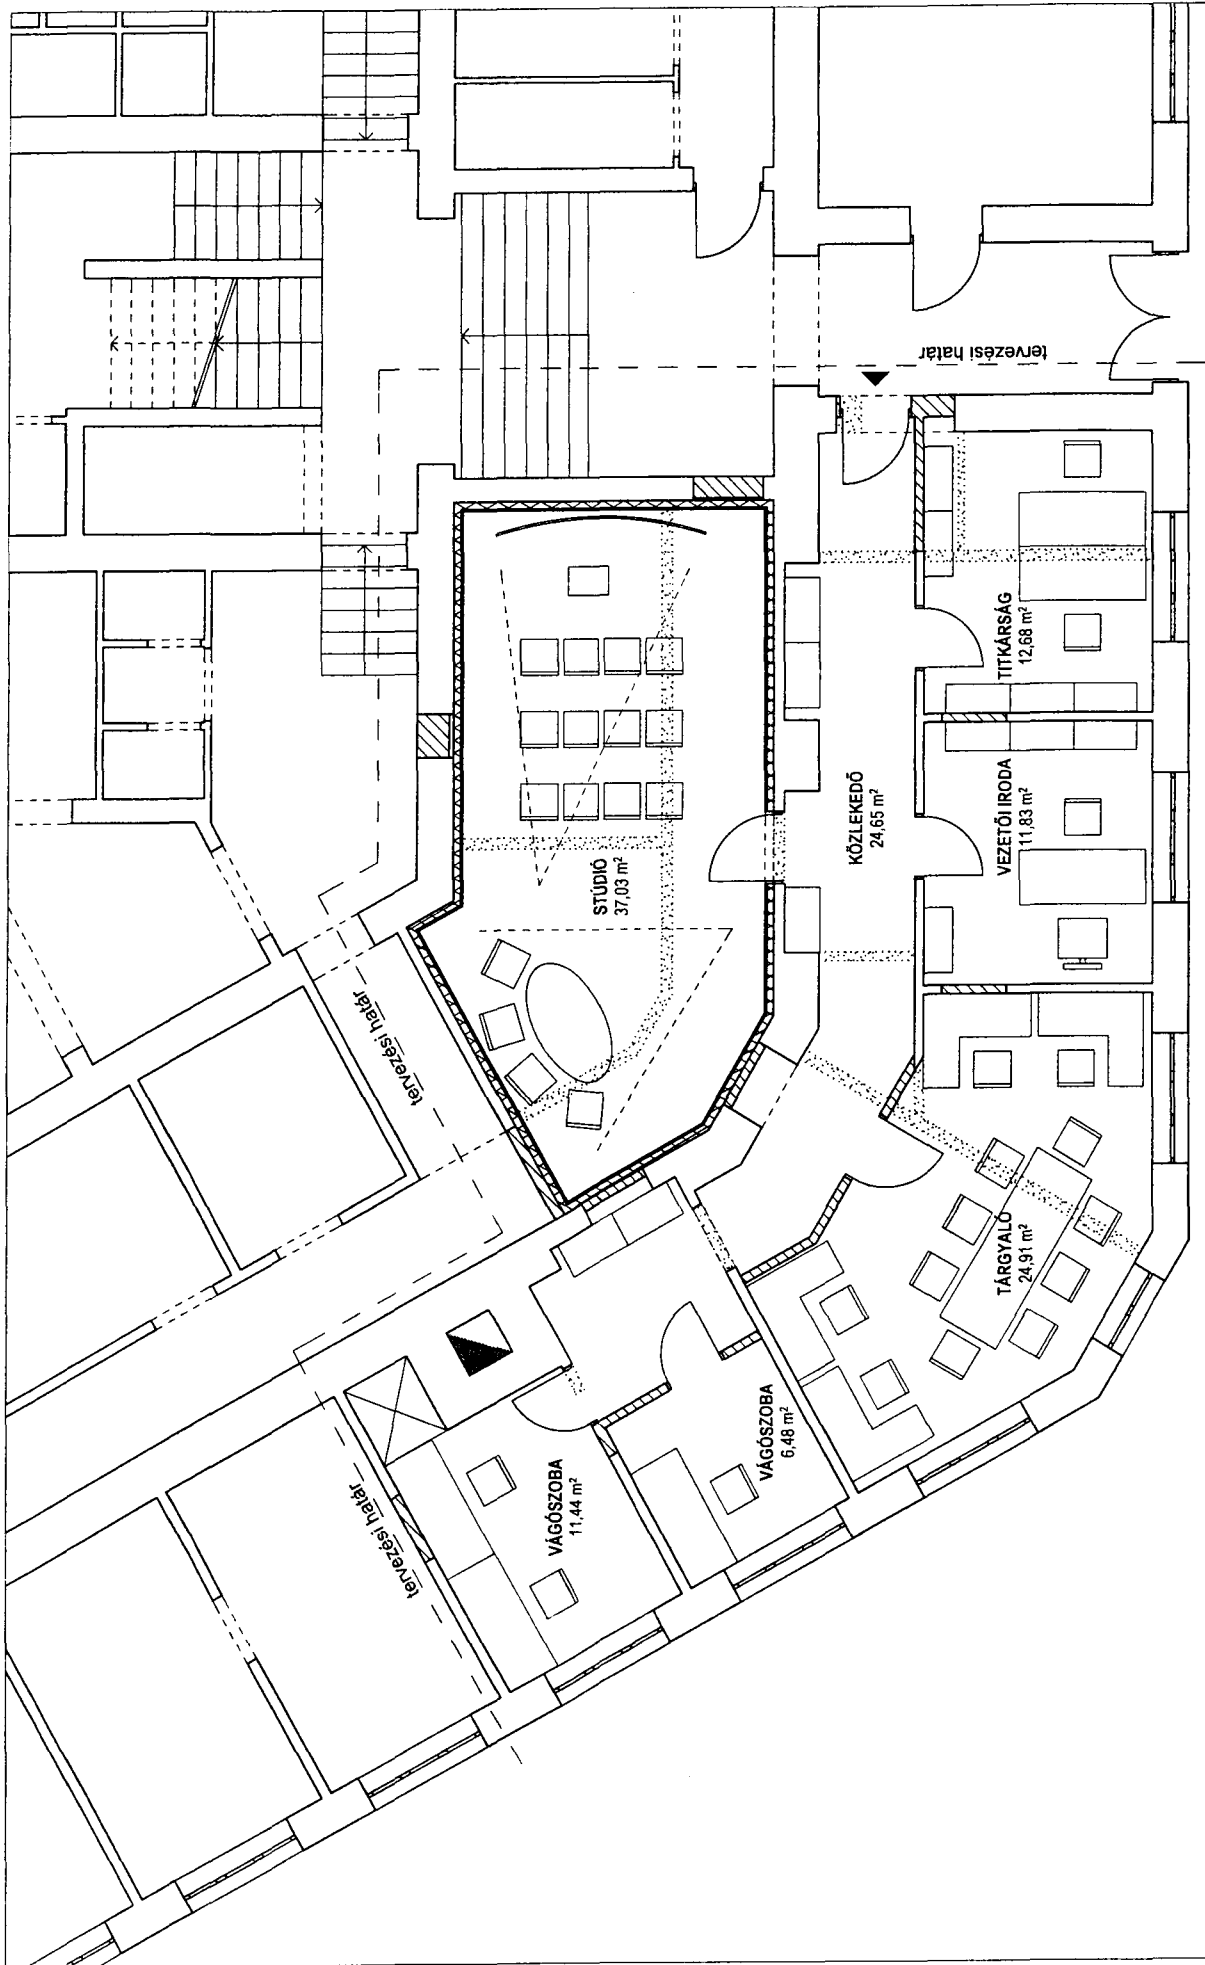 tervezési határ
TITKÁRSÁG
12,68 m²
VEZETŐI IRODA
11,83 m²
KÖZLEKEDŐ
24,65 m²
STÚDIÓ
37,03 m²
tervezési határ
TÁRGYALÓ
24,91 m²
VÁGÓSZOBA
6,48 m²
VÁGÓSZOBA
11,44 m²
tervezési határ